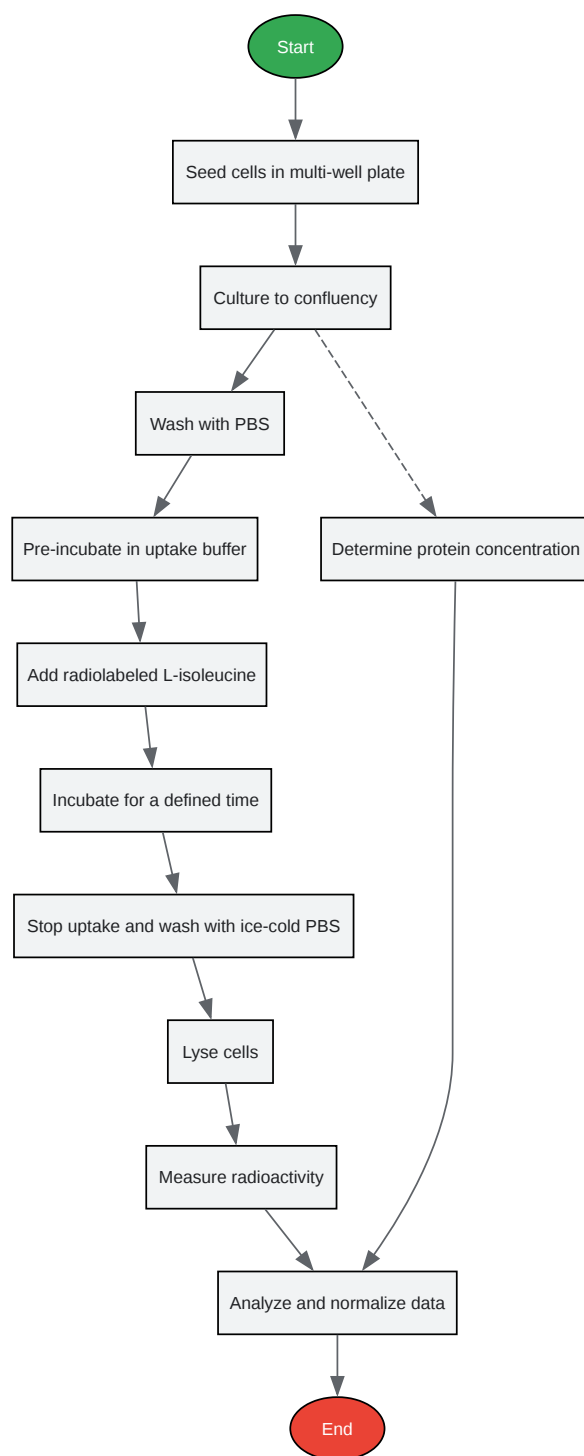 Start
Seed cells in multi-well plate
Culture to confluency
Wash with PBS
Pre-incubate in uptake buffer
Determine protein concentration
Add radiolabeled L-isoleucine
Incubate for a defined time
Stop uptake and wash with ice-cold PBS
Lyse cells
Measure radioactivity
Analyze and normalize data
End